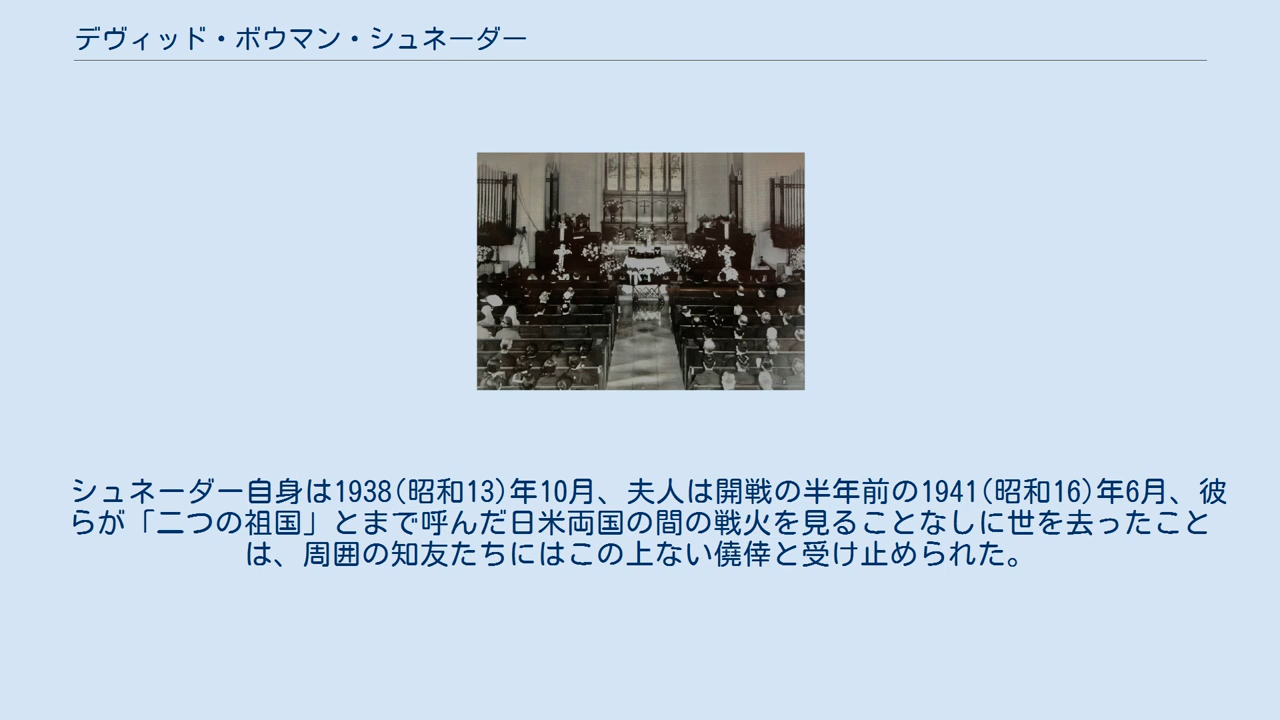 デヴィッド・ボウマン・シュネーダー
シュネーダー自身は1938(昭和13)年10月、夫人は開戦の半年前の1941(昭和16)年6月、彼
らが「二つの祖国」とまで呼んだ日米両国の間の戦火を見ることなしに世を去ったこと
は、周囲の知友たちにはこの上ない僥倖と受け止められた。